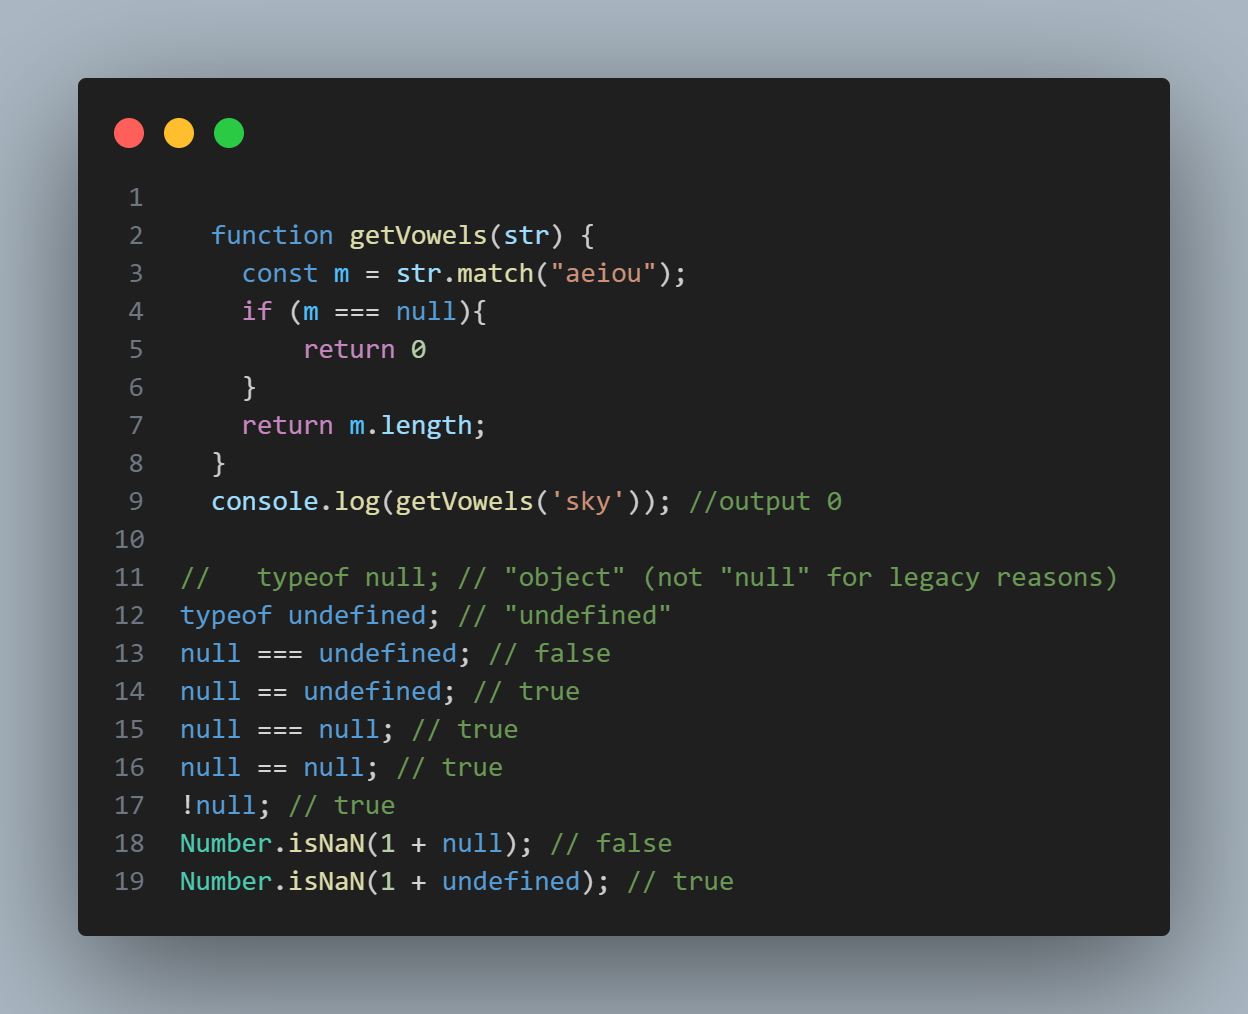 1
2 function getVowels(str) {
3 const m = str.match("aeiou");
4 if (m === null){
5 return 0
6 }
7 return m.length;
8 }
9 console.log(getVowels('sky')); //output 0
10
11 //   typeof null; // "object" (not "null" for legacy reasons)
12 typeof undefined; // "undefined"
13 null === undefined; // false
14 null == undefined; // true
15 null === null; // true
16 null == null; // true
17 !null; // true
18 Number.isNaN(1 + null); // false
19 Number.isNaN(1 + undefined); // true